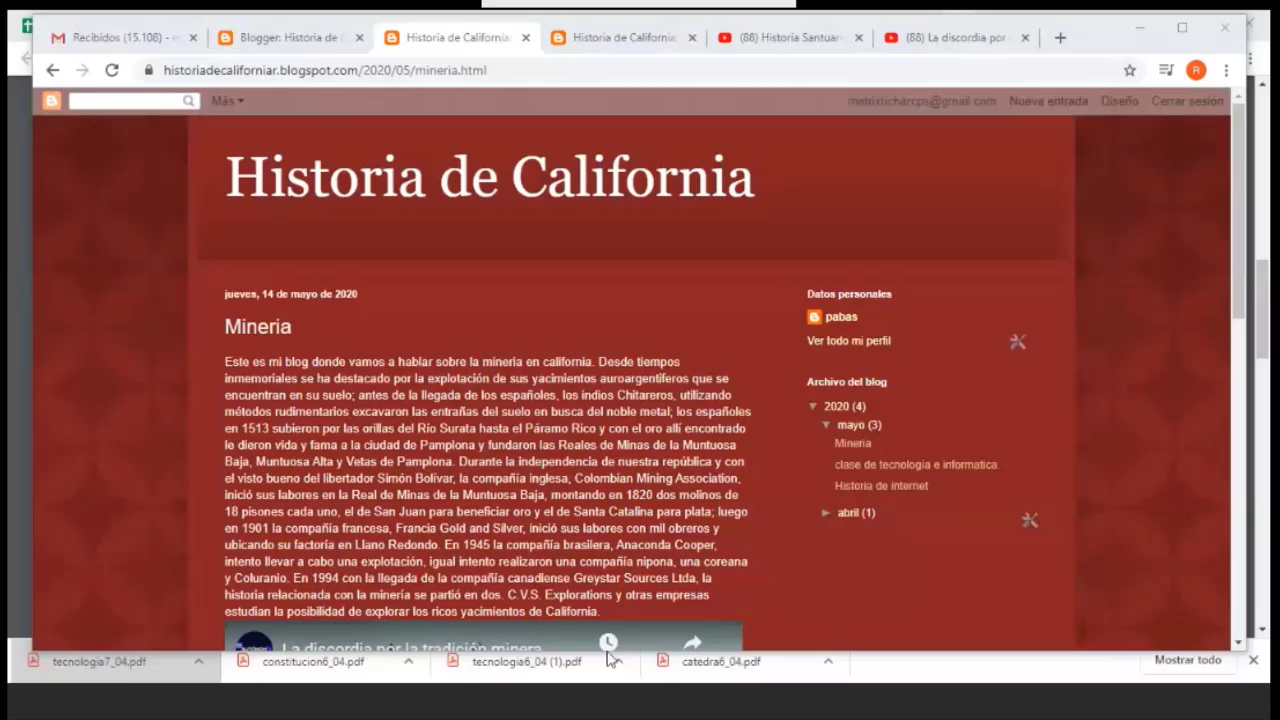 Recibidos (15.108) -
Blogger: Historia de
Historia de California:
Historia de California:
(88) Historia Santuar
(88) La discordia por
historiadecaliforniar.blogspot.com/2020/05/mineria.html
R
Más
matrixticharcps@gmail.com
Nueva entrada
Diseño
Cerrar sesión
Historia de California
jueves, 14 de mayo de 2020
Mineria
Este es mi blog donde vamos a hablar sobre la mineria en california. Desde tiempos
inmemoriales se ha destacado por la explotación de sus yacimientos auroargentíferos que se
encuentran en su suelo; antes de la llegada de los españoles, los indios Chitareros, utilizando
métodos rudimentarios excavaron las entrañas del suelo en busca del noble metal; los españoles
en 1513 subieron por las orillas del Río Surata hasta el Páramo Rico y con el oro allí encontrado
le dieron vida y fama a la ciudad de Pamplona y fundaron las Reales de Minas de la Muntuosa
Baja, Muntuosa Alta y Vetas de Pamplona. Durante la independencia de nuestra república y con
el visto bueno del libertador Simón Bolívar, la compañía inglesa, Colombian Mining Association,
inició sus labores en la Real de Minas de la Muntuosa Baja, montando en 1820 dos molinos de
18 pisones cada uno, el de San Juan para beneficiar oro y el de Santa Catalina para plata; luego
en 1901 la compañía francesa, Francia Gold and Silver, inició sus labores con mil obreros y
ubicando su factoría en Llano Redondo. En 1945 la compañía brasilera, Anaconda Cooper,
intento llevar a cabo una explotación, igual intento realizaron una compañía nipona, una coreana
y Coluranio. En 1994 con la llegada de la compañía canadiense Greystar Sources Ltda, la
historia relacionada con la minería se partió en dos. C.V.S. Explorations y otras empresas
estudian la posibilidad de explorar los ricos yacimientos de California.
La discordia por la tradición minera
Datos personales
pabas
Ver todo mi perfil
Archivo del blog
▼ 2020 (4)
▼ mayo (3)
Mineria
clase de tecnología e informatica.
Historia de internet
► abril (1)
tecnologia7_04.pdf
constitucion6_04.pdf
tecnologia6_04 (1).pdf
catedra6_04.pdf
Mostrar todo